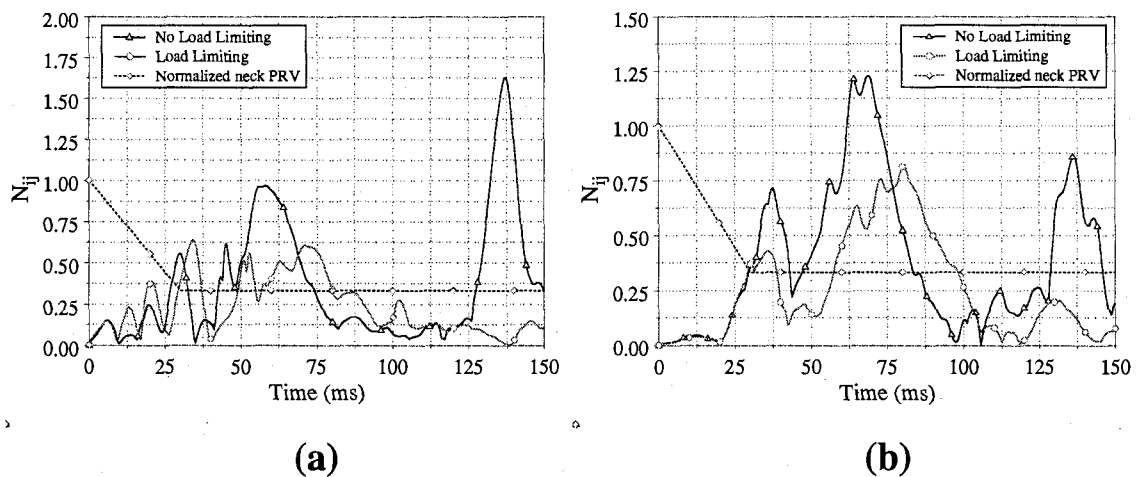 2.00
1.75
1.50
1.25
1.00
0.75
0.50
0.25
0.00
N_ij
No Load Limiting
Load Limiting
Normalized neck PRV
0 25 50 75 100 125 150
Time (ms)
(a)
1.50
1.25
1.00
0.75
0.50
0.25
0.00
N_ij
No Load Limiting
Load Limiting
Normalized neck PRV
0 25 50 75 100 125 150
Time (ms)
(b)